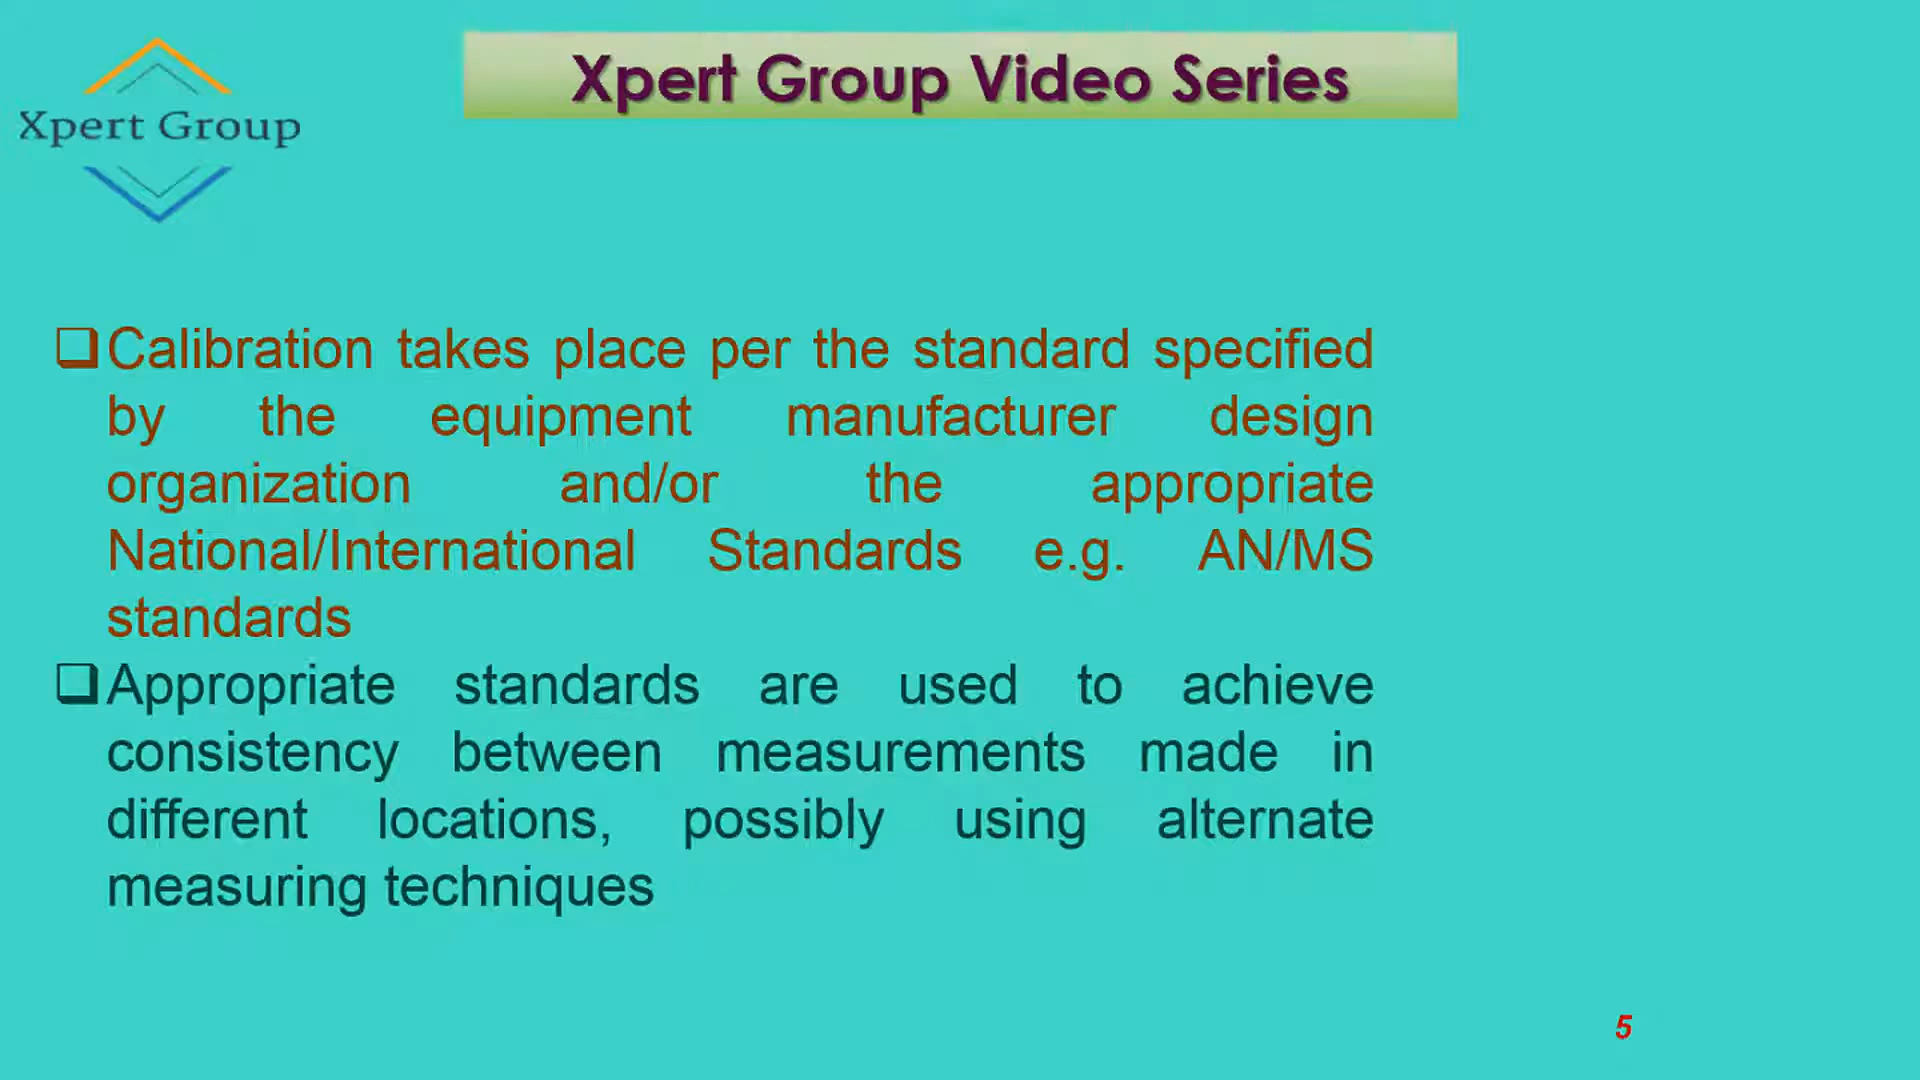 Xpert Group Video Series
Xpert Group
Calibration takes place per the standard specified
by the equipment manufacturer design
organization and/or the appropriate
National/International Standards e.g. AN/MS
standards
Appropriate standards are used to achieve
consistency between measurements made in
different locations, possibly using alternate
measuring techniques
5